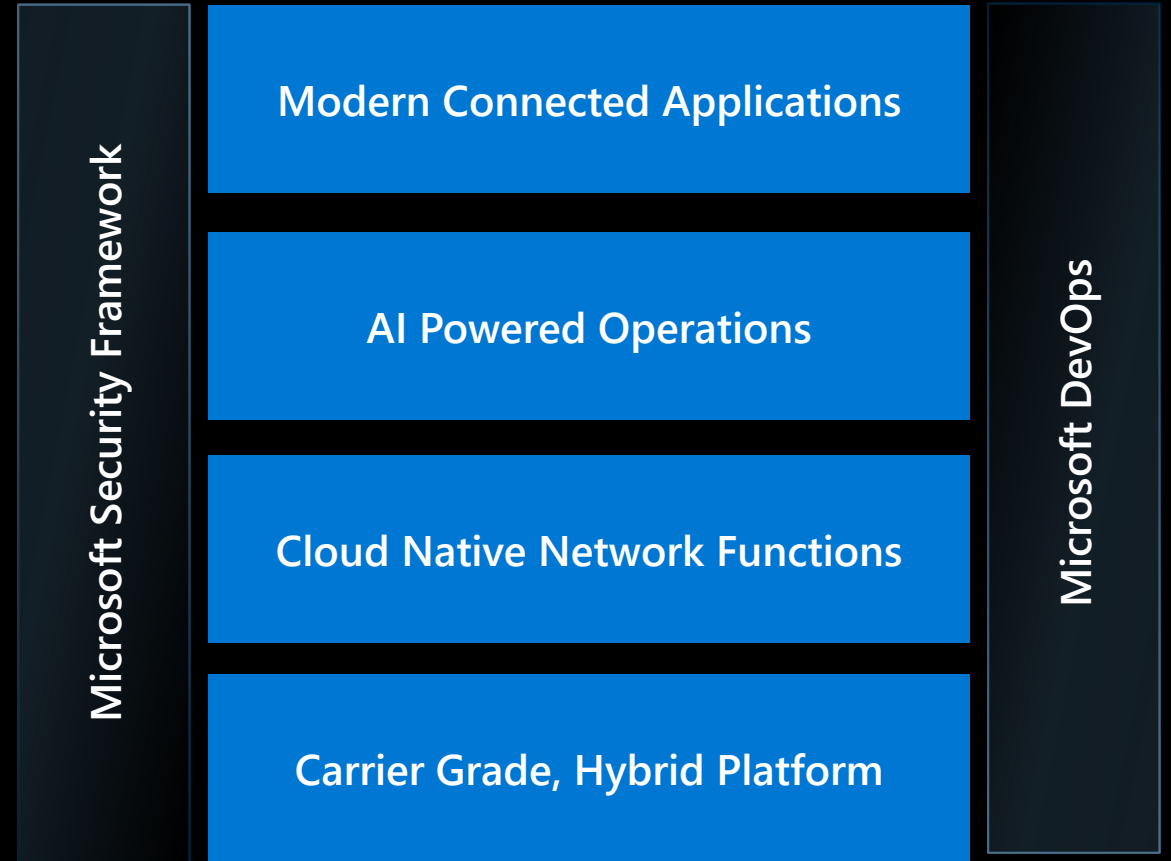 Microsoft Security Framework
Modern Connected Applications
AI Powered Operations
Cloud Native Network Functions
Carrier Grade, Hybrid Platform
Microsoft DevOps